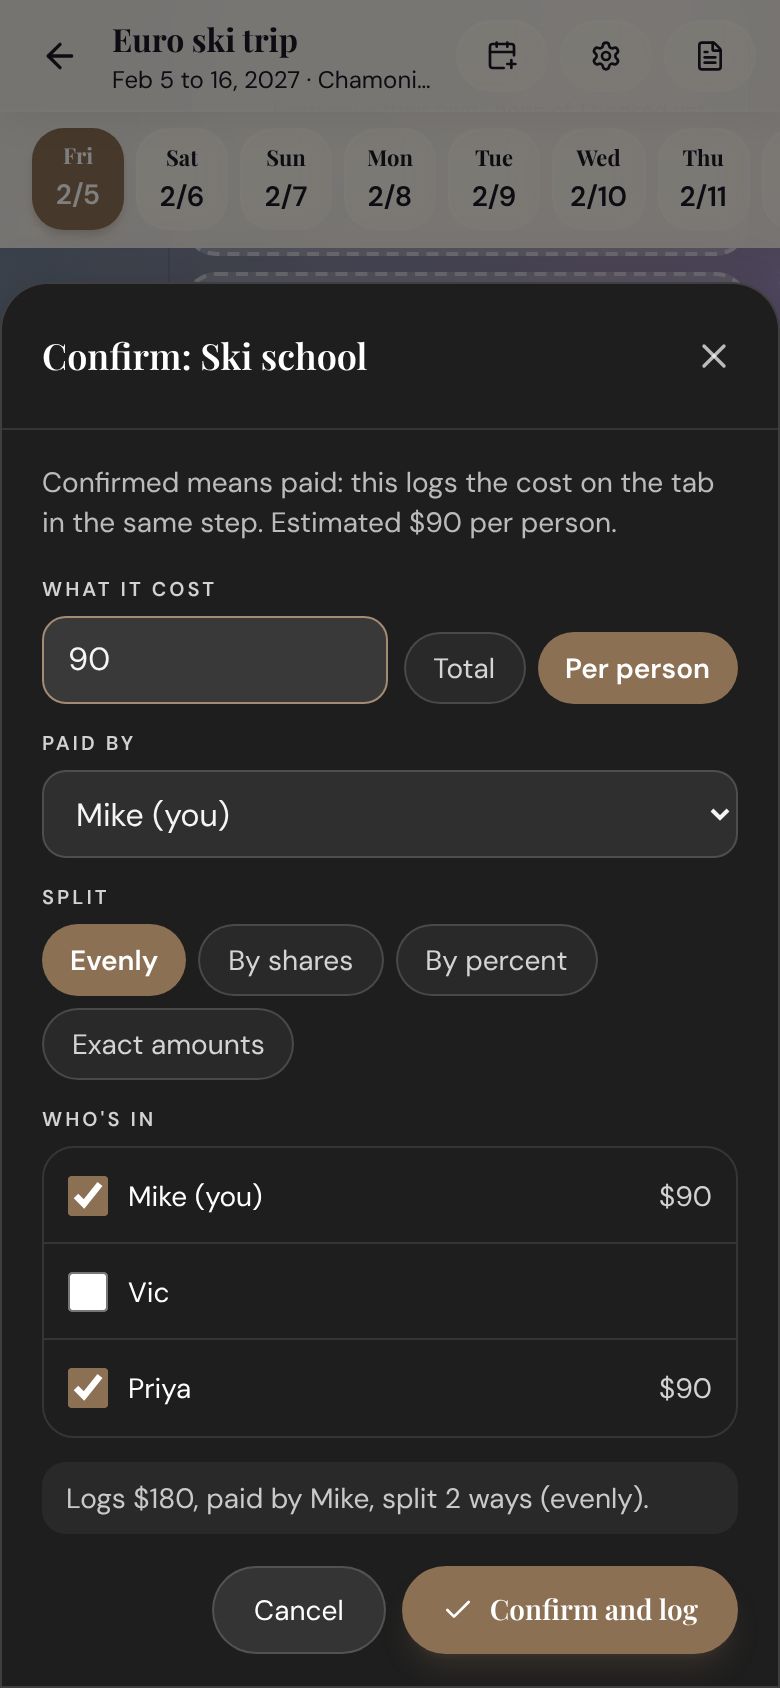 Euro ski trip
Feb 5 to 16, 2027 · Chamoni...
Fri
2/5
Sat
2/6
Sun
2/7
Mon
2/8
Tue
2/9
Wed
2/10
Thu
2/11
Confirm: Ski school
Confirmed means paid: this logs the cost on the tab
in the same step. Estimated $90 per person.
WHAT IT COST
90
Total
Per person
PAID BY
Mike (you)
SPLIT
Evenly
By shares
By percent
Exact amounts
WHO'S IN
Mike (you) $90
Vic
Priya $90
Logs $180, paid by Mike, split 2 ways (evenly).
Cancel
Confirm and log